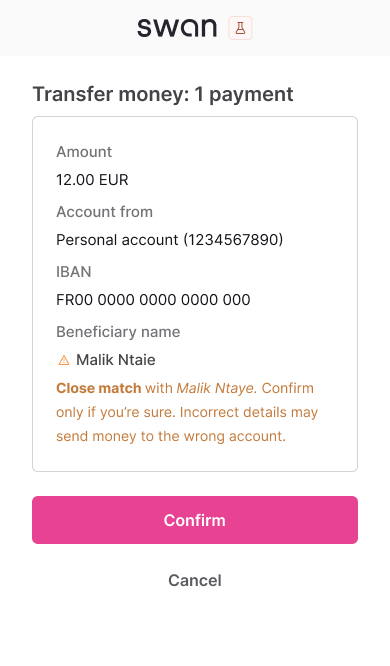 swan
Transfer money: 1 payment
Amount
12.00 EUR
Account from
Personal account (1234567890)
IBAN
FR00 0000 0000 0000 000
Beneficiary name
Malik Ntaie
Close match with Malik Ntaye. Confirm
only if you’re sure. Incorrect details may
send money to the wrong account.
Confirm
Cancel